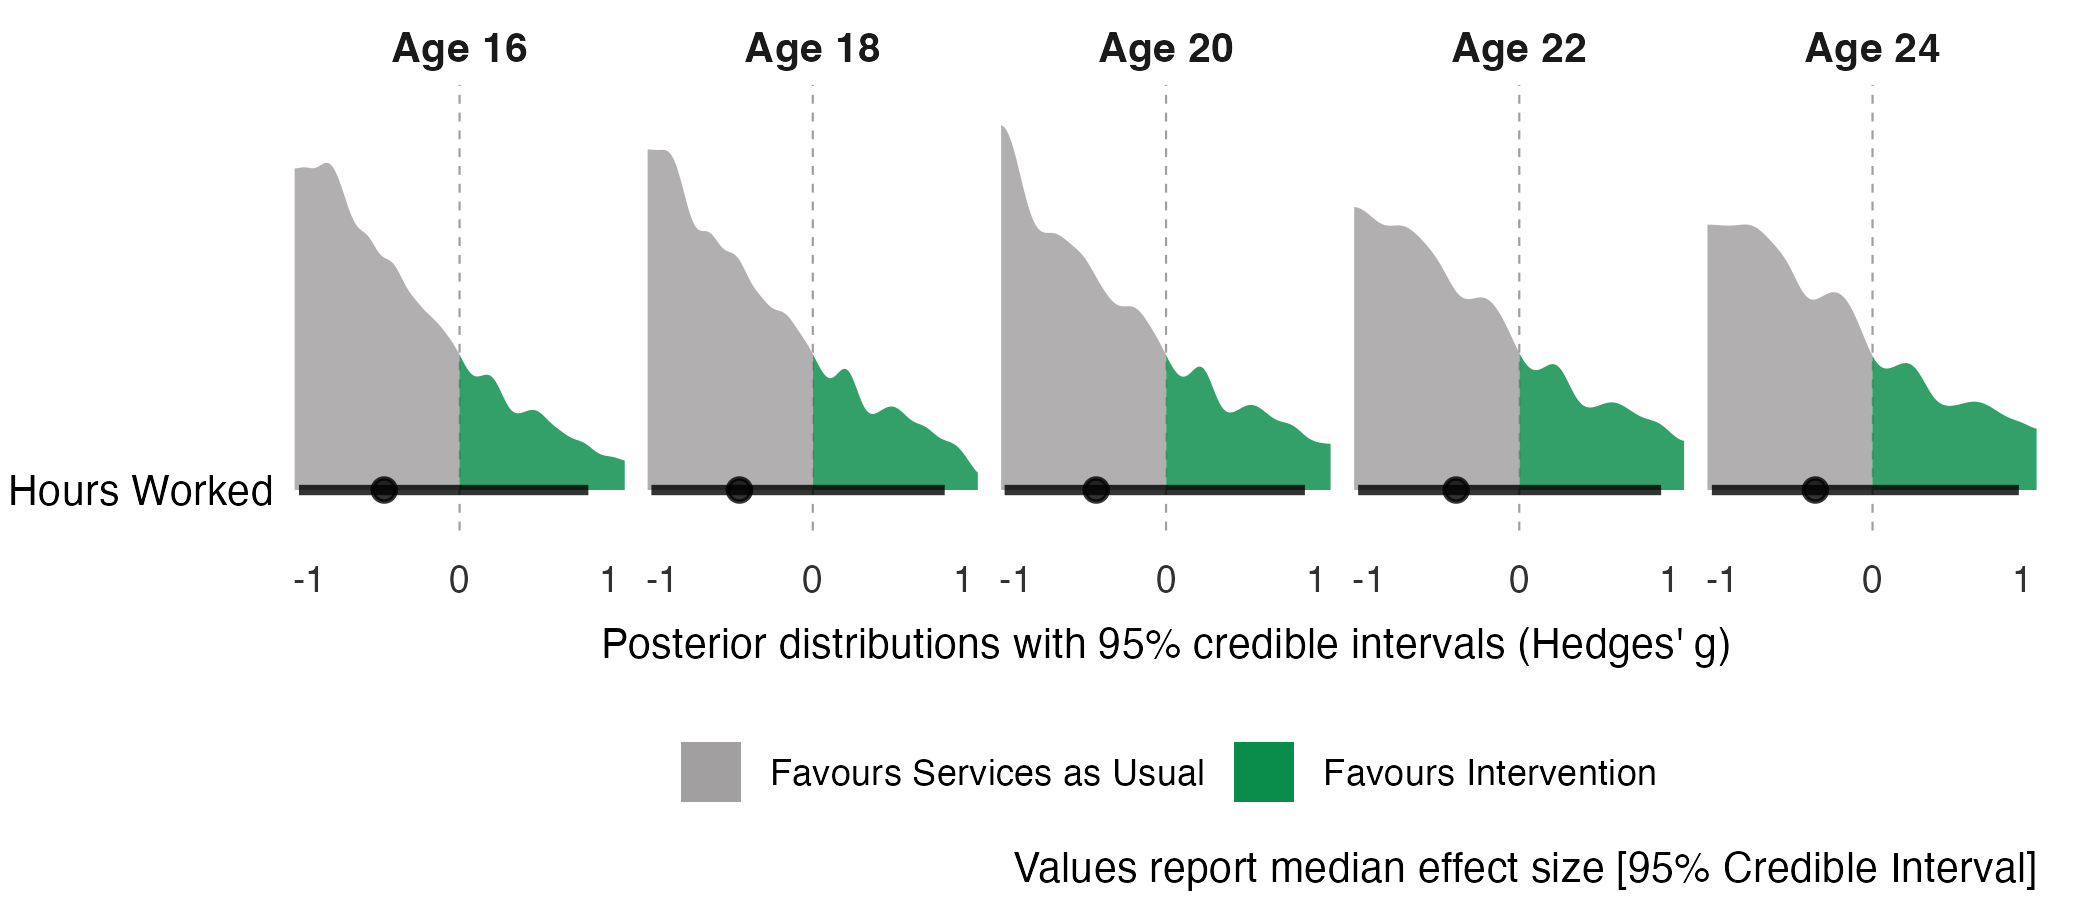 Age 16 Age 18 Age 20 Age 22 Age 24
Hours Worked
-1 0 1 -1 0 1 -1 0 1 -1 0 1 -1 0 1
Posterior distributions with 95% credible intervals (Hedges' g)
Favours Services as Usual Favours Intervention
Values report median effect size [95% Credible Interval]